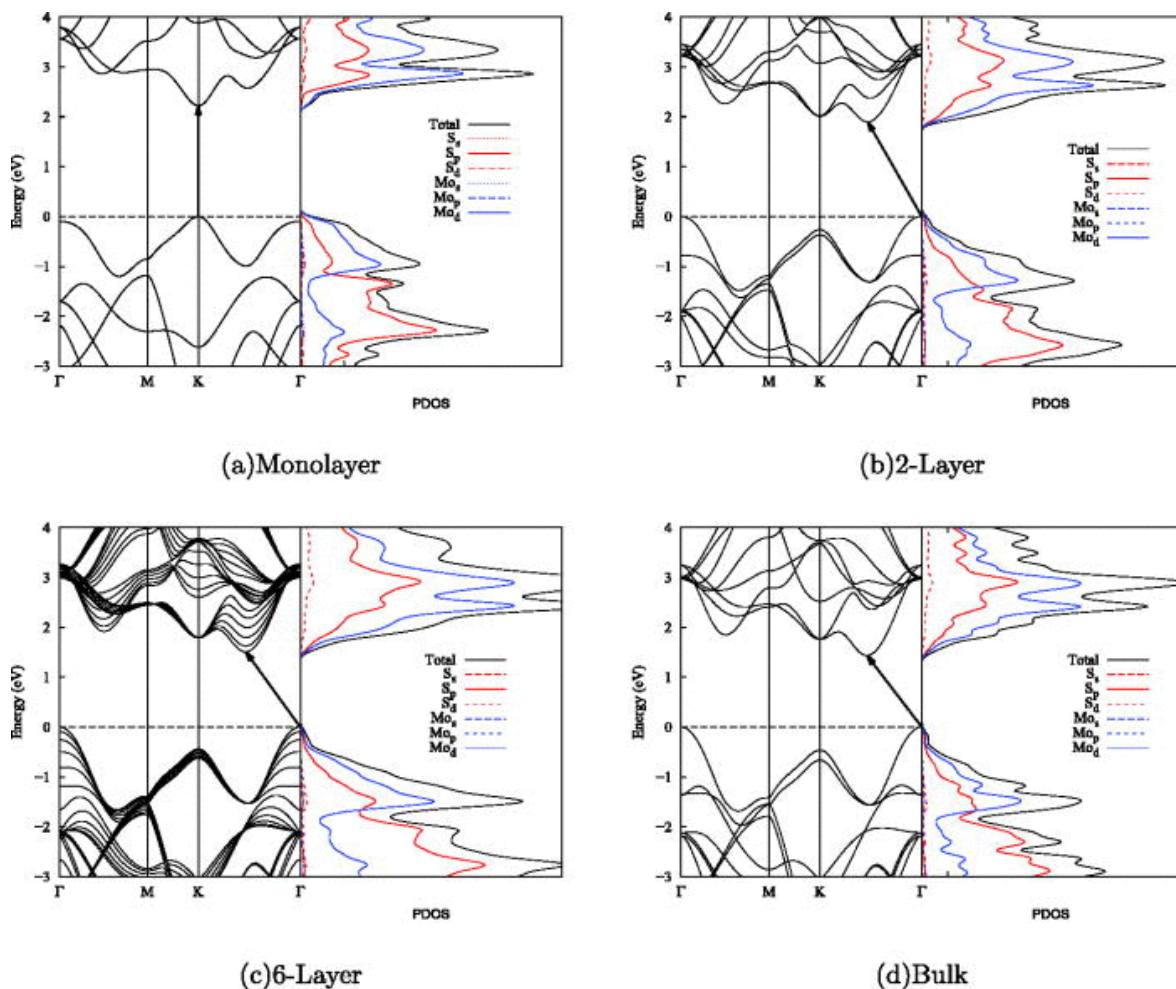 4
3
2
1
0
−1
−2
−3
Energy (eV)
Γ
M
K
Γ
PDOS
Total
S_s
S_p
S_d
Mo_s
Mo_p
Mo_d
(a)Monolayer
4
3
2
1
0
−1
−2
−3
Energy (eV)
Γ
M
K
Γ
PDOS
Total
S_s
S_p
S_d
Mo_s
Mo_p
Mo_d
(b)2-Layer
4
3
2
1
0
−1
−2
−3
Energy (eV)
Γ
M
K
Γ
PDOS
Total
S_s
S_p
S_d
Mo_s
Mo_p
Mo_d
(c)6-Layer
4
3
2
1
0
−1
−2
−3
Energy (eV)
Γ
M
K
Γ
PDOS
Total
S_s
S_p
S_d
Mo_s
Mo_p
Mo_d
(d)Bulk